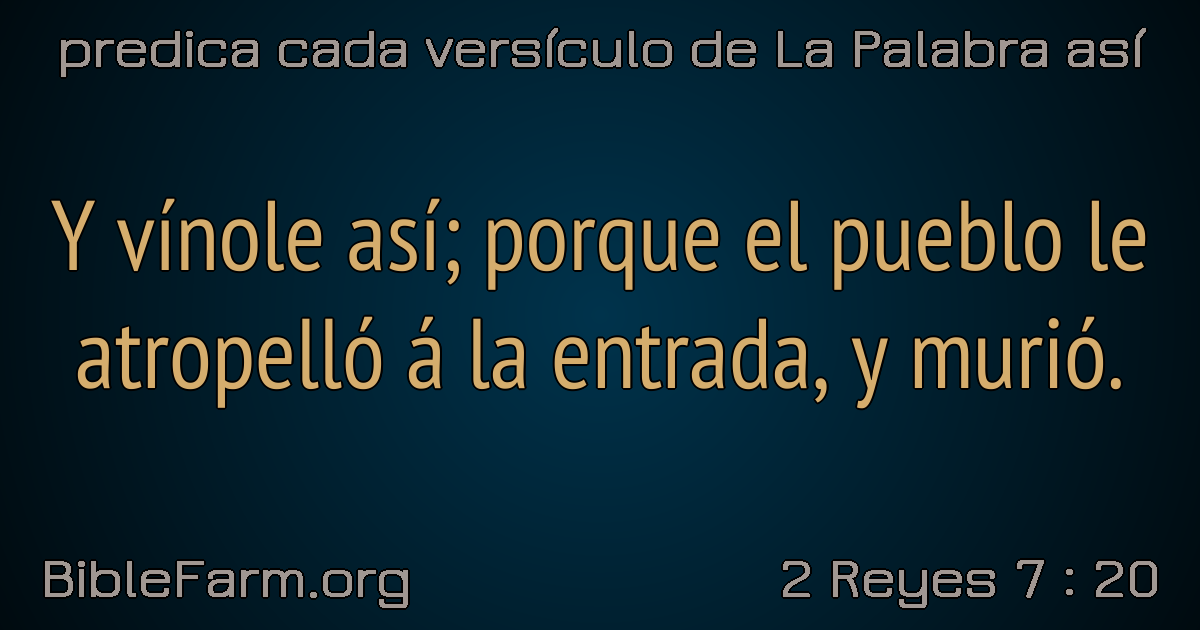 predica cada versículo de La Palabra así
Y vínole así; porque el pueblo le
atropelló á la entrada, y murió.
BibleFarm.org
2 Reyes 7 : 20